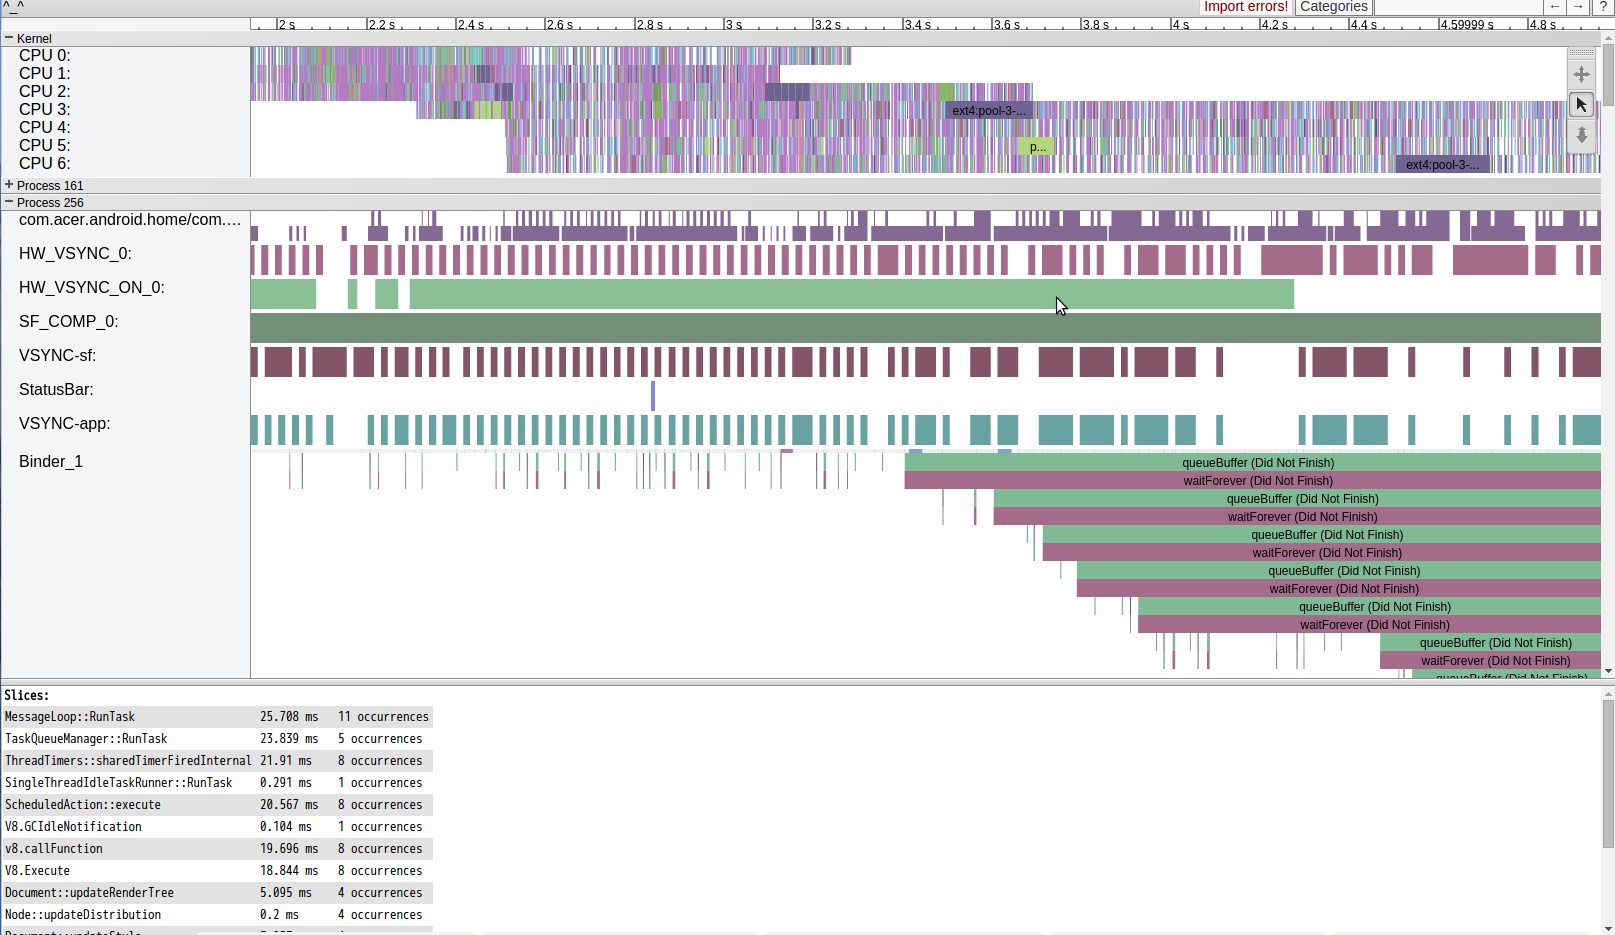 ^_^
Import errors! Categories ← → ?
2 s 2.2 s 2.4 s 2.6 s 2.8 s 3 s 3.2 s 3.4 s 3.6 s 3.8 s 4 s 4.2 s 4.4 s 4.59999 s 4.8 s
Kernel
CPU 0:
CPU 1:
CPU 2:
CPU 3: ext4:pool-3-...
CPU 4:
CPU 5: p...
CPU 6: ext4:pool-3-...
Process 161
Process 256
com.acer.android.home/com....
HW_VSYNC_0:
HW_VSYNC_ON_0:
SF_COMP_0:
VSYNC-sf:
StatusBar:
VSYNC-app:
Binder_1
queueBuffer (Did Not Finish)
waitForever (Did Not Finish)
queueBuffer (Did Not Finish)
waitForever (Did Not Finish)
queueBuffer (Did Not Finish)
waitForever (Did Not Finish)
queueBuffer (Did Not Finish)
waitForever (Did Not Finish)
queueBuffer (Did Not Finish)
waitForever (Did Not Finish)
queueBuffer (Did Not Finish)
waitForever (Did Not Finish)
queueBuffer (Did Not Finish)
Slices:
MessageLoop::RunTask 25.708 ms 11 occurrences
TaskQueueManager::RunTask 23.839 ms 5 occurrences
ThreadTimers::sharedTimerFiredInternal 21.91 ms 8 occurrences
SingleThreadIdleTaskRunner::RunTask 0.291 ms 1 occurrences
ScheduledAction::execute 20.567 ms 8 occurrences
V8.GCIdleNotification 0.104 ms 1 occurrences
v8.callFunction 19.696 ms 8 occurrences
V8.Execute 18.844 ms 8 occurrences
Document::updateRenderTree 5.095 ms 4 occurrences
Node::updateDistribution 0.2 ms 4 occurrences
Document::updateStyle